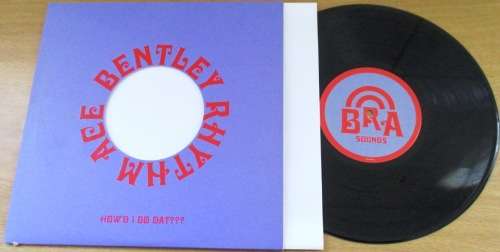 BENTLEY RHYTHM ACE
HOW'D I DO DAT???
BRA
SOUNDS